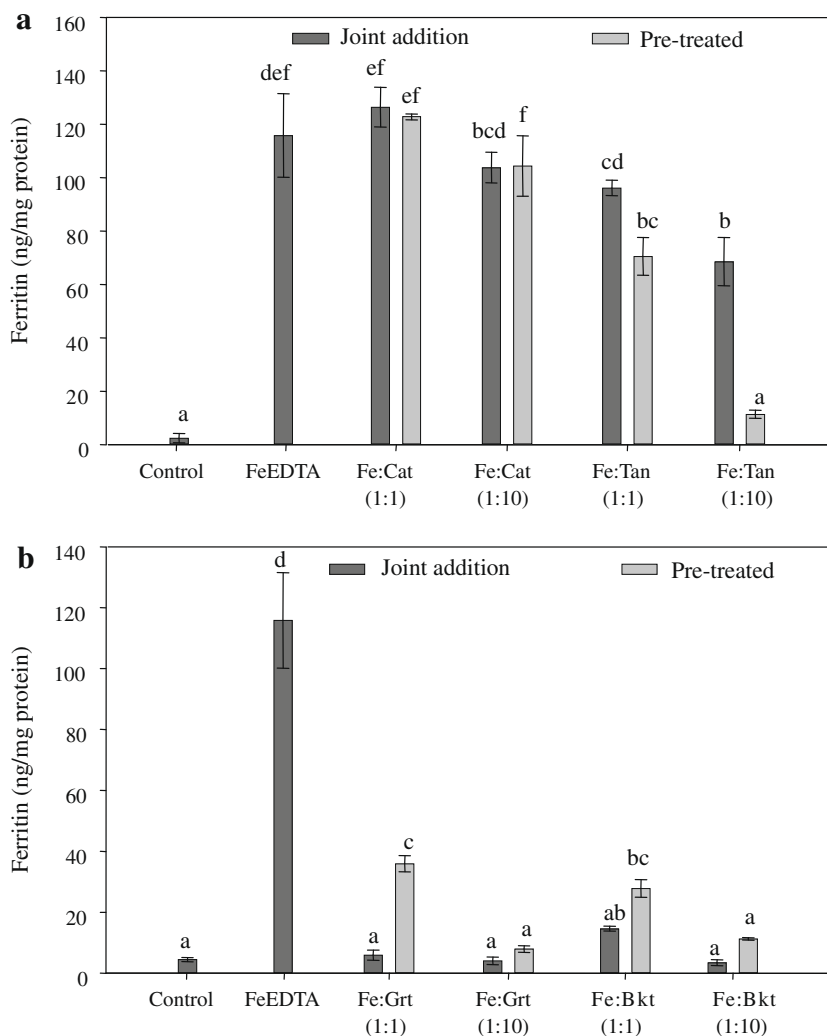 a
160
140
120
100
80
60
40
20
0
Ferritin (ng/mg protein)
Joint addition Pre-treated
a def ef ef bcd f cd bc b a
Control FeEDTA Fe:Cat Fe:Cat Fe:Tan Fe:Tan
(1:1) (1:10) (1:1) (1:10)
b
140
120
100
80
60
40
20
0
Ferritin (ng/mg protein)
Joint addition Pre-treated
a d a c a a ab bc a a
Control FeEDTA Fe:Grt Fe:Grt Fe:Bkt Fe:Bkt
(1:1) (1:10) (1:1) (1:10)